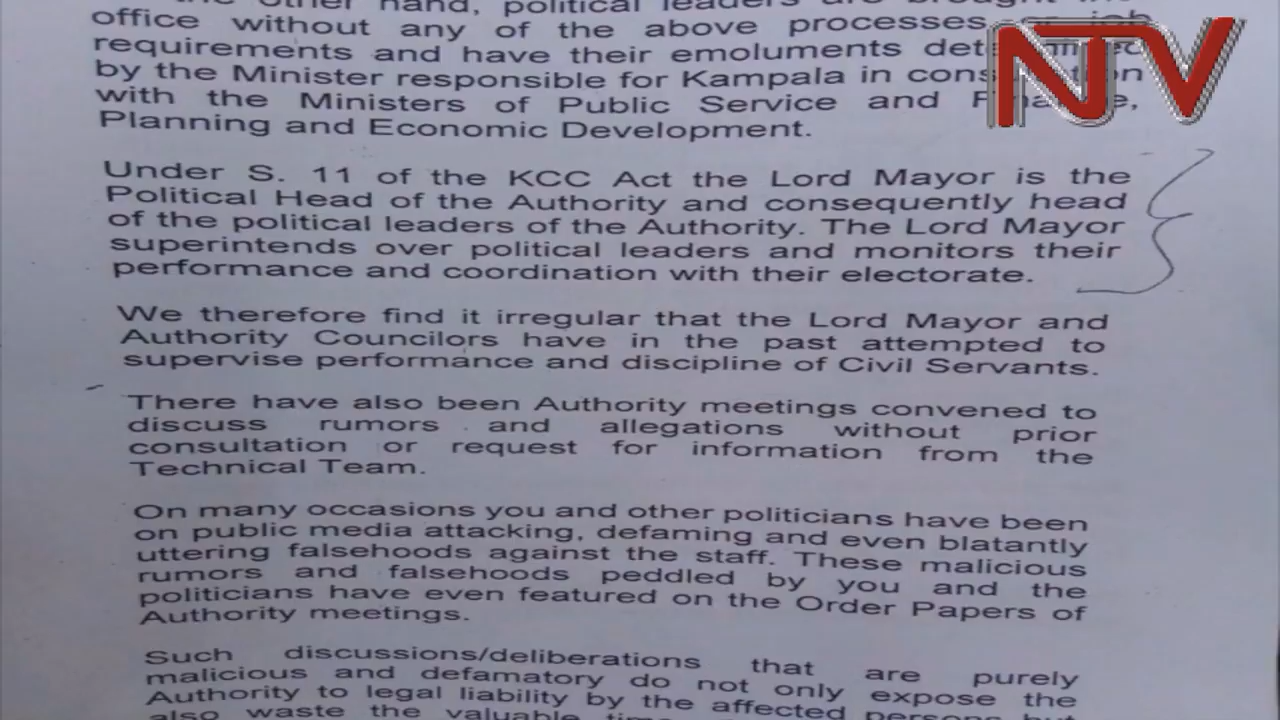 hand, political leaders are brought
office without any of the above processes or job
requirements and have their emoluments determined
by the Minister responsible for Kampala in consultation
with the Ministers of Public Service and Finance,
Planning and Economic Development.
NTV
Under S. 11 of the KCC Act the Lord Mayor is the
Political Head of the Authority and consequently head
of the political leaders of the Authority. The Lord Mayor
superintends over political leaders and monitors their
performance and coordination with their electorate.
We therefore find it irregular that the Lord Mayor and
Authority Councilors have in the past attempted to
supervise performance and discipline of Civil Servants.
There have also been Authority meetings convened to
discuss rumors and allegations without prior
consultation or request for information from the
Technical Team.
On many occasions you and other politicians have been
on public media attacking, defaming and even blatantly
uttering falsehoods against the staff. These malicious
rumors and falsehoods peddled by you and the
politicians have even featured on the Order Papers of
Authority meetings.
Such discussions/deliberations that are purely
malicious and defamatory do not only expose the
Authority to legal liability by the affected persons but
also waste the valuable